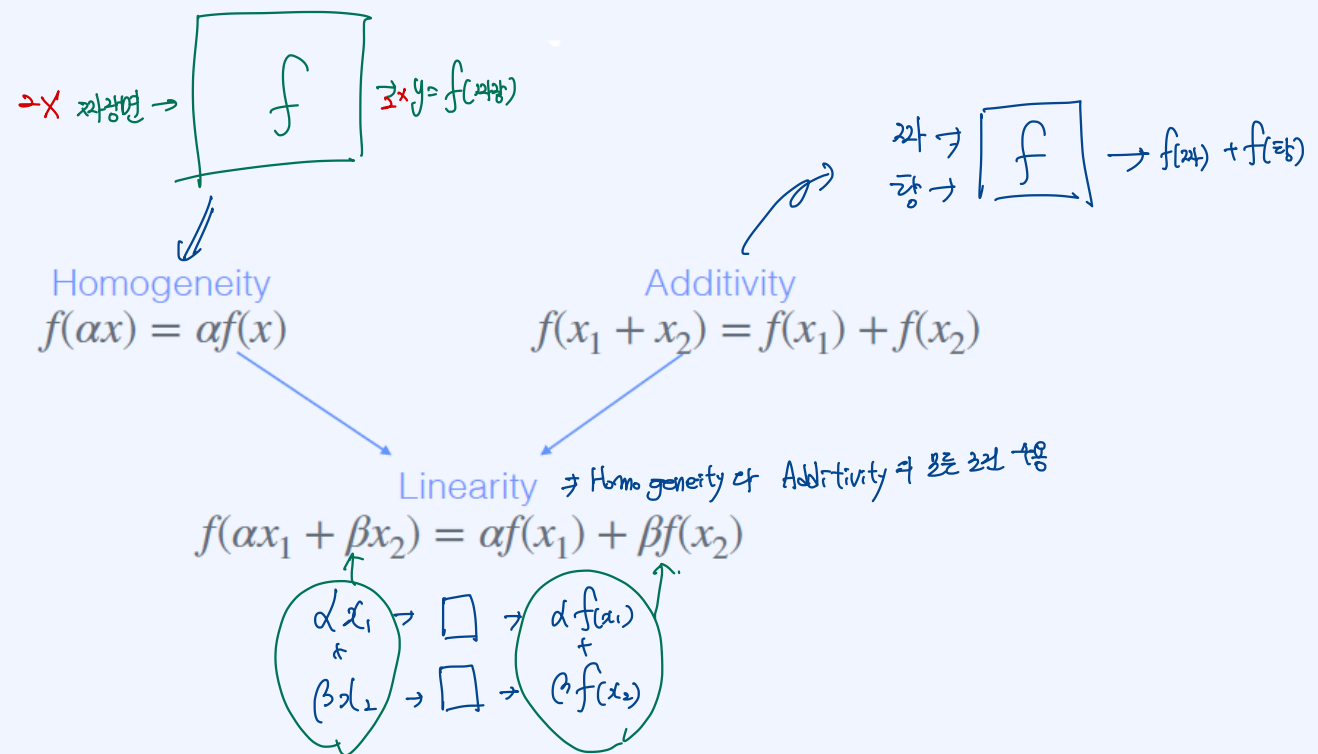 2x 짜장면 → f 2x y = f(짜장)
짜 → f → f(짜) + f(탕)
탕 →
Homogeneity
f(αx) = αf(x)
Additivity
f(x₁ + x₂) = f(x₁) + f(x₂)
Linearity ⇒ Homogeneity 와 Additivity 의 모든 조건 수용
f(αx₁ + βx₂) = αf(x₁) + βf(x₂)
αx₁ → □ → αf(x₁)
+ +
βx₂ → □ → βf(x₂)